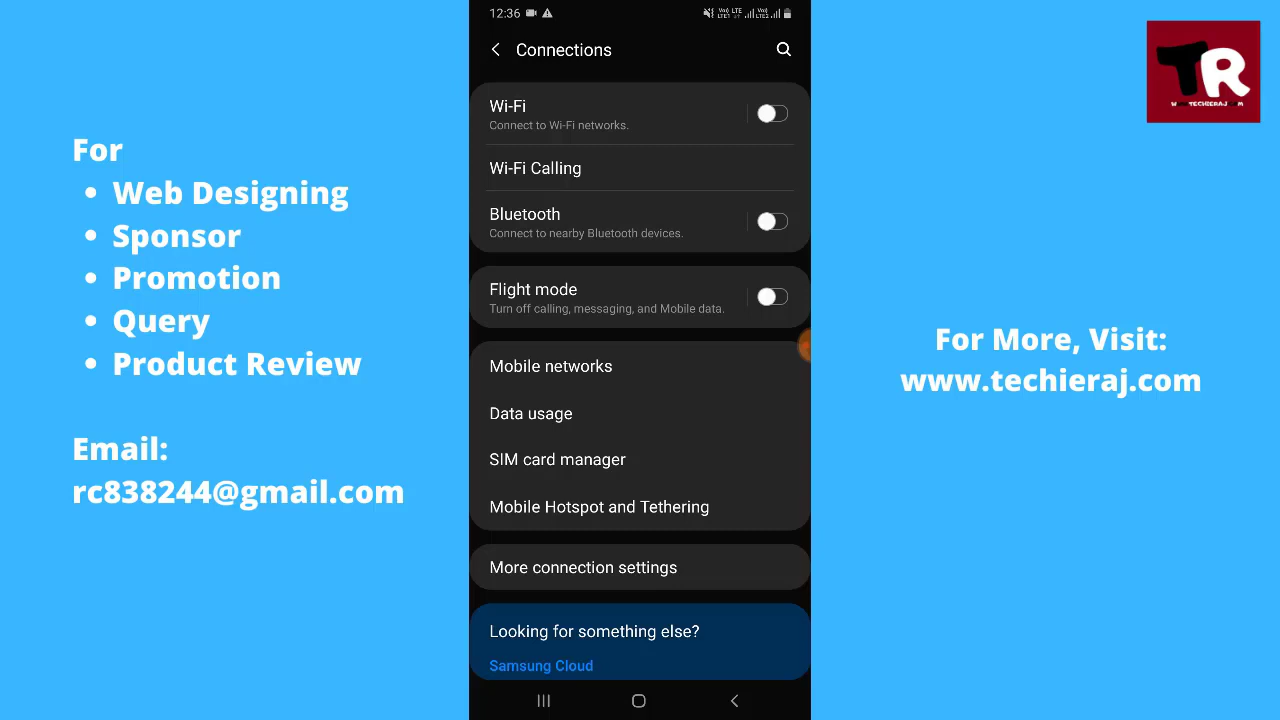 For
Web Designing
Sponsor
Promotion
Query
Product Review
Email:
rc838244@gmail.com
12:36
Connections
Wi-Fi
Connect to Wi-Fi networks.
Wi-Fi Calling
Bluetooth
Connect to nearby Bluetooth devices.
Flight mode
Turn off calling, messaging, and Mobile data.
Mobile networks
Data usage
SIM card manager
Mobile Hotspot and Tethering
More connection settings
Looking for something else?
Samsung Cloud
TR
For More, Visit:
www.techieraj.com